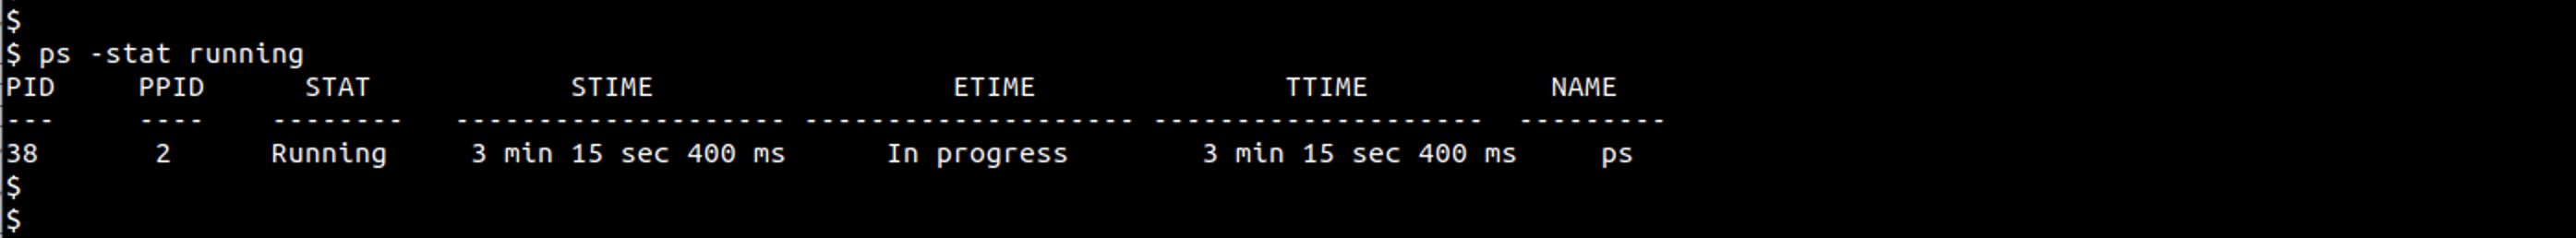 $
$ ps -stat running
PID     PPID      STAT            STIME                  ETIME               TTIME           NAME
---     ----    --------   -------------------- -------------------- --------------------  ---------
38       2      Running     3 min 15 sec 400 ms      In progress        3 min 15 sec 400 ms     ps
$
$